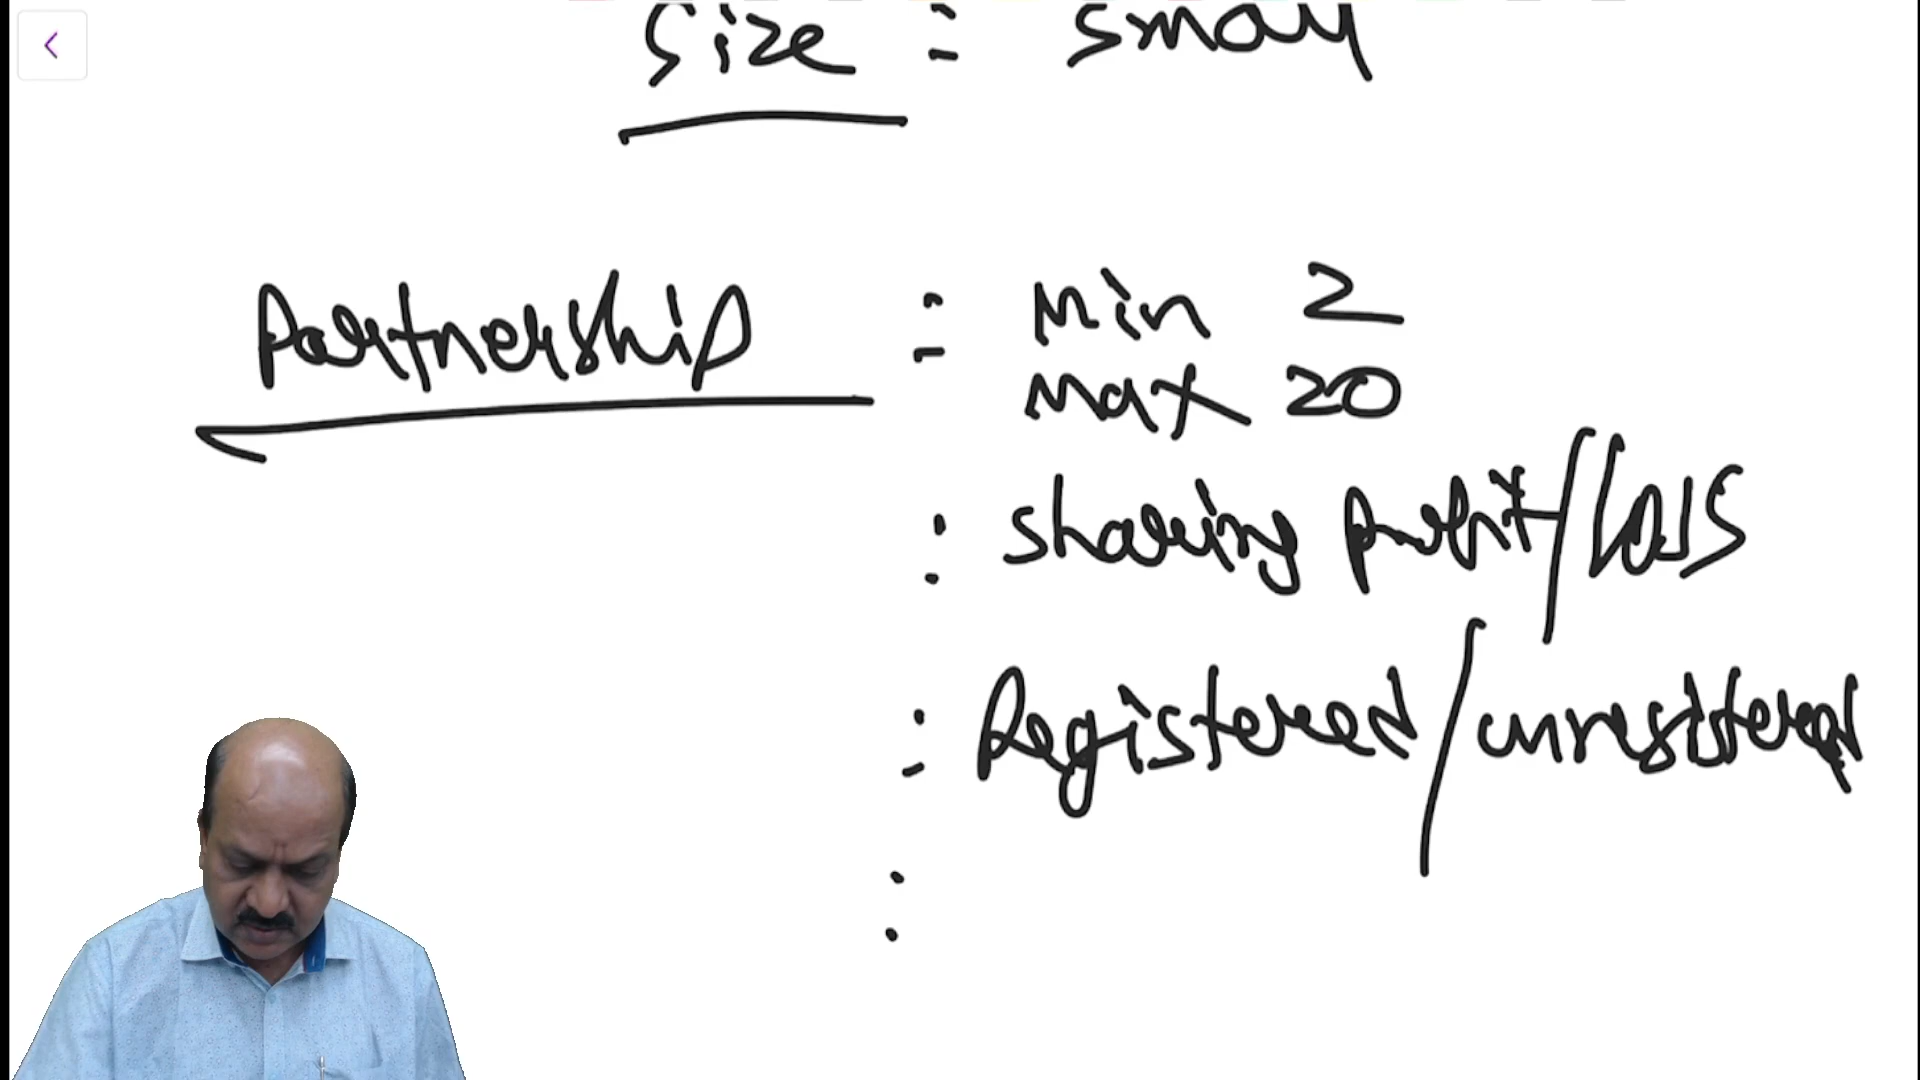 Size = small
Partnership = Min 2
Max 20
: sharing profit/loss
: Registered/unregistered
: